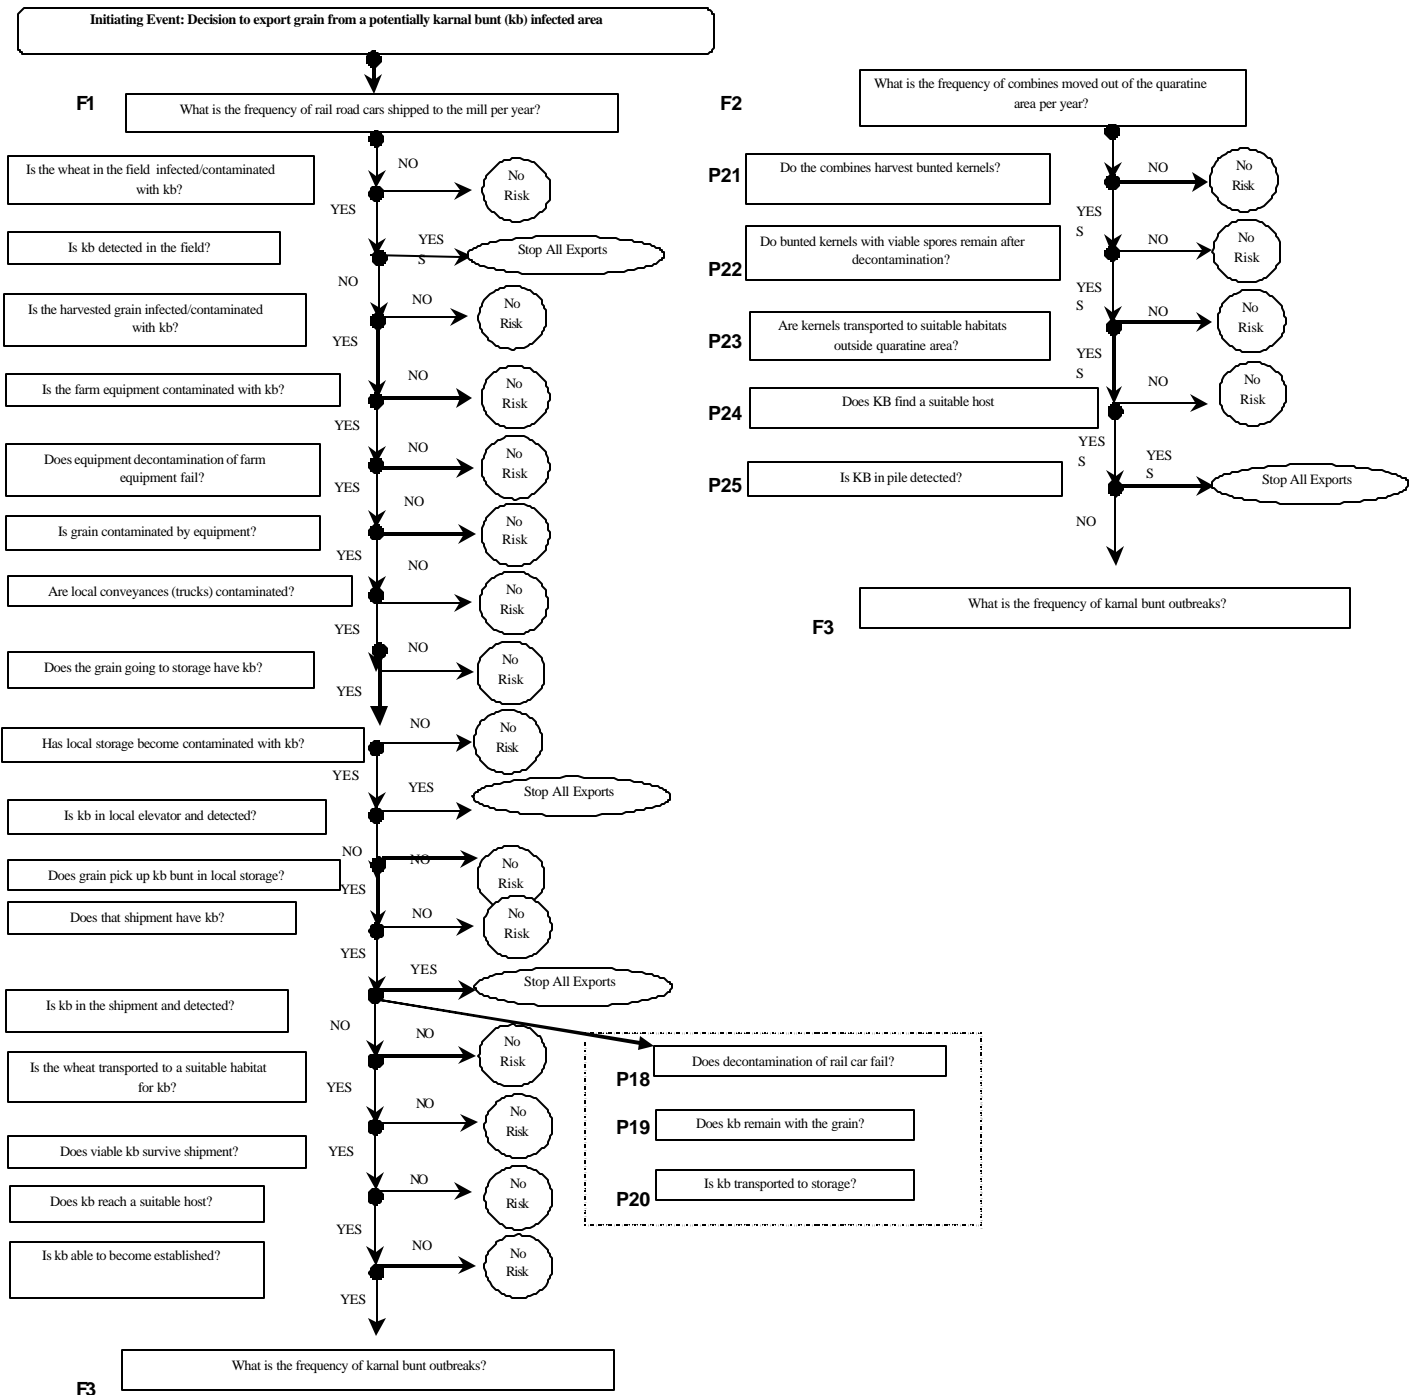 Initiating Event: Decision to export grain from a potentially karnal bunt (kb) infected area
F1
What is the frequency of rail road cars shipped to the mill per year?
Is the wheat in the field infected/contaminated
with kb?
NO
No
Risk
YES
Is kb detected in the field?
YES
S
Stop All Exports
NO
Is the harvested grain infected/contaminated
with kb?
NO
No
Risk
YES
Is the farm equipment contaminated with kb?
NO
No
Risk
YES
Does equipment decontamination of farm
equipment fail?
NO
No
Risk
YES
Is grain contaminated by equipment?
NO
No
Risk
YES
Are local conveyances (trucks) contaminated?
NO
No
Risk
YES
Does the grain going to storage have kb?
NO
No
Risk
YES
Has local storage become contaminated with kb?
NO
No
Risk
YES
Is kb in local elevator and detected?
YES
Stop All Exports
NO
Does grain pick up kb bunt in local storage?
NO
No
Risk
YES
Does that shipment have kb?
NO
No
Risk
YES
Is kb in the shipment and detected?
YES
Stop All Exports
NO
Is the wheat transported to a suitable habitat
for kb?
NO
No
Risk
YES
Does viable kb survive shipment?
NO
No
Risk
YES
Does kb reach a suitable host?
NO
No
Risk
YES
Is kb able to become established?
NO
No
Risk
YES
F3
What is the frequency of karnal bunt outbreaks?
P18
Does decontamination of rail car fail?
P19
Does kb remain with the grain?
P20
Is kb transported to storage?
F2
What is the frequency of combines moved out of the quaratine
area per year?
P21
Do the combines harvest bunted kernels?
NO
No
Risk
YES
S
P22
Do bunted kernels with viable spores remain after
decontamination?
NO
No
Risk
YES
S
P23
Are kernels transported to suitable habitats
outside quaratine area?
NO
No
Risk
YES
S
P24
Does KB find a suitable host
NO
No
Risk
YES
S
P25
Is KB in pile detected?
YES
S
Stop All Exports
NO
F3
What is the frequency of karnal bunt outbreaks?